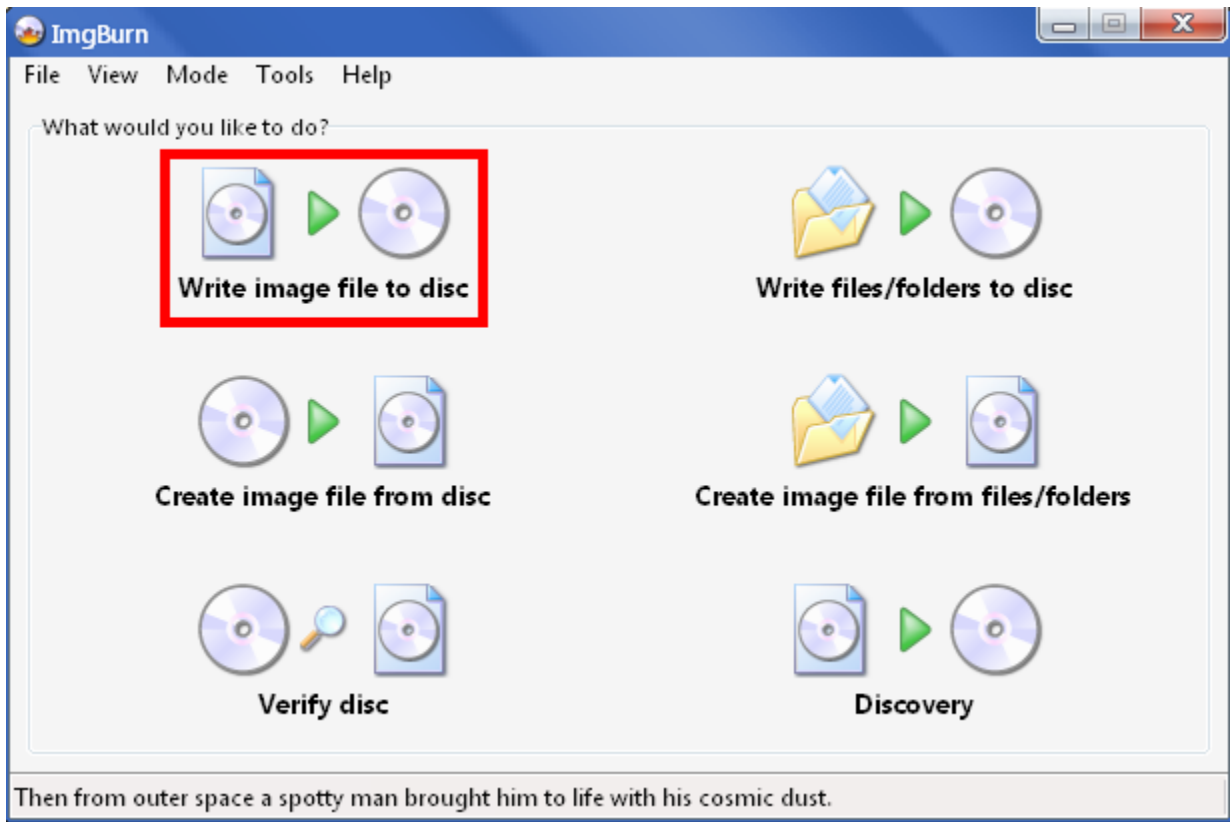 ImgBurn
File View Mode Tools Help
What would you like to do?
Write image file to disc
Write files/folders to disc
Create image file from disc
Create image file from files/folders
Verify disc
Discovery
Then from outer space a spotty man brought him to life with his cosmic dust.